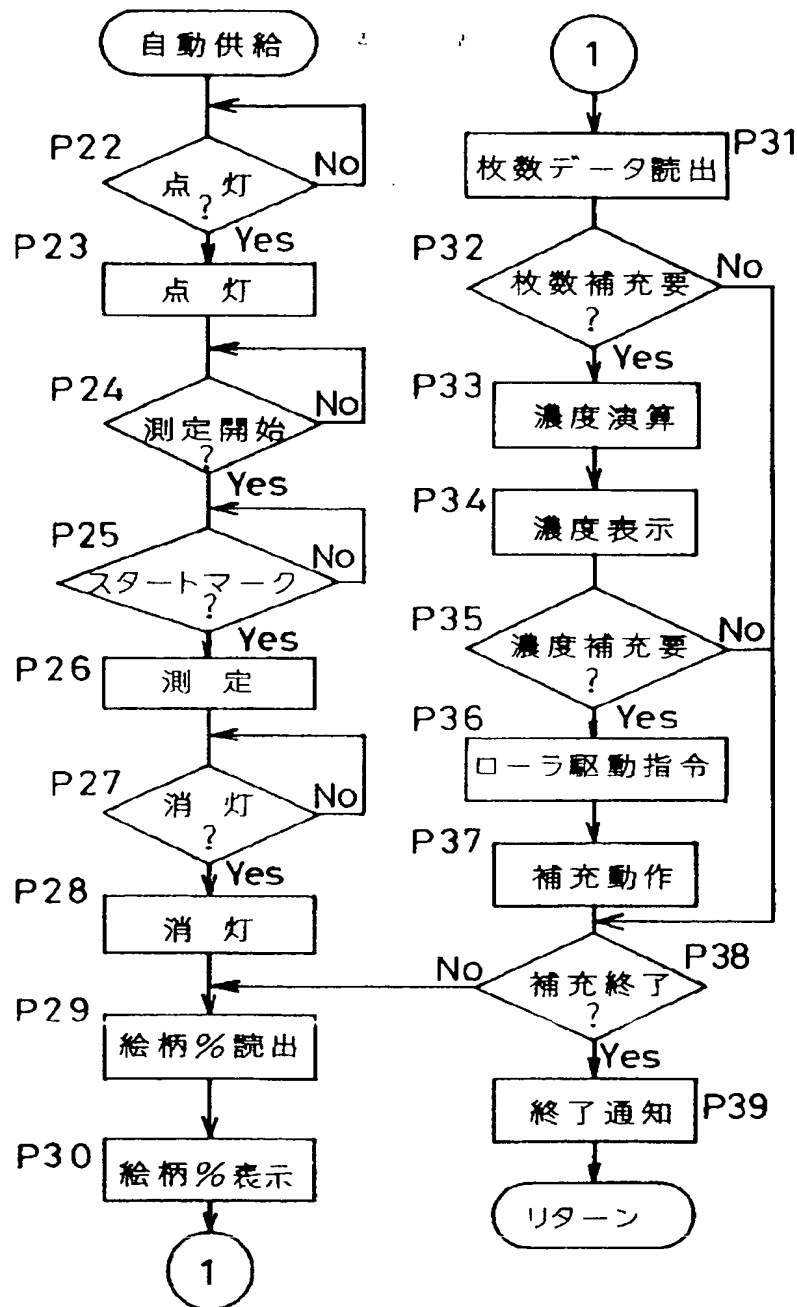 自動供給
P22
点灯
?
No
Yes
P23
点灯
P24
測定開始
?
No
Yes
P25
スタートマーク
?
No
Yes
P26
測定
P27
消灯
?
No
Yes
P28
消灯
P29
絵柄%読出
P30
絵柄%表示
1
1
P31
枚数データ読出
P32
枚数補充要
?
No
Yes
P33
濃度演算
P34
濃度表示
P35
濃度補充要
?
No
Yes
P36
ローラ駆動指令
P37
補充動作
P38
補充終了
?
No
Yes
P39
終了通知
リターン